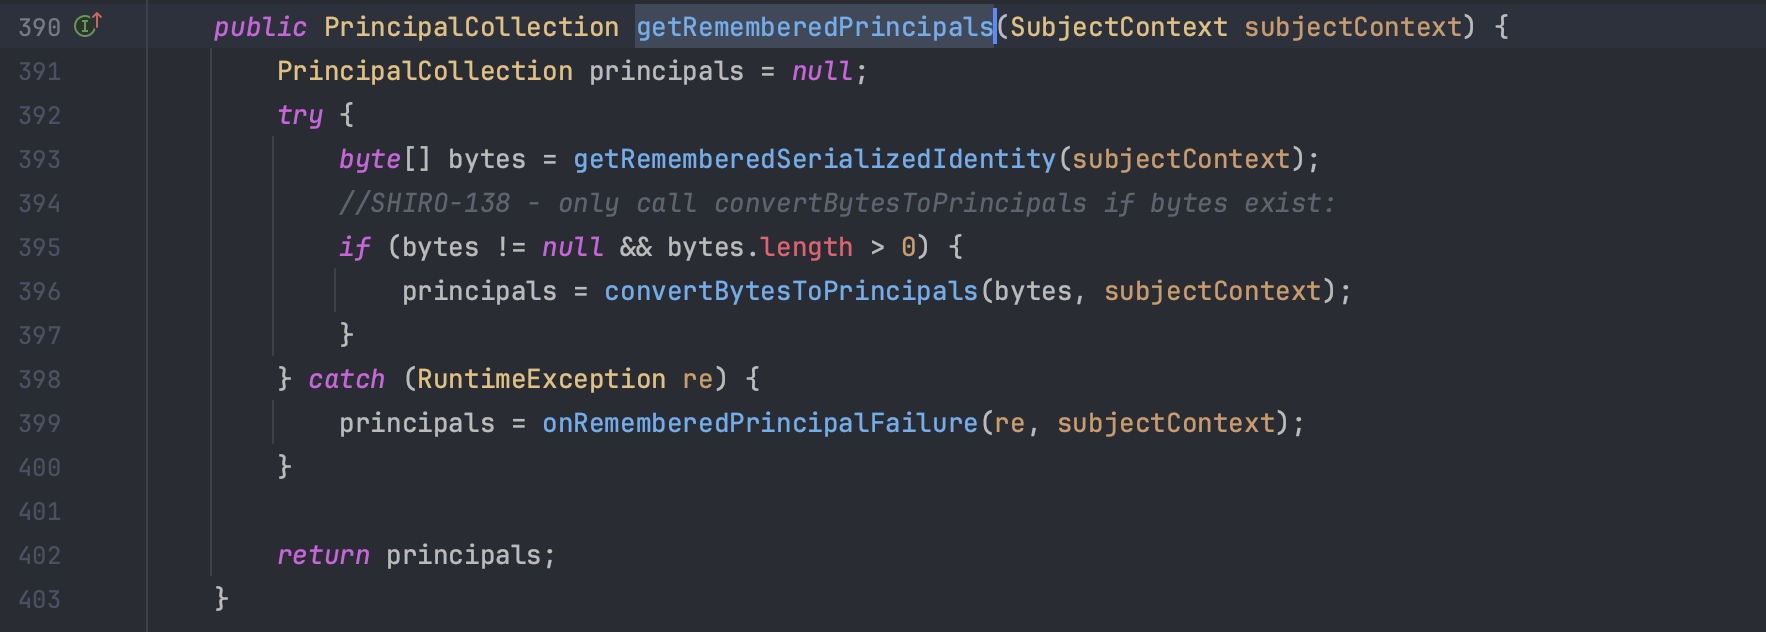 390 public PrincipalCollection getRememberedPrincipals(SubjectContext subjectContext) {
391 PrincipalCollection principals = null;
392 try {
393 byte[] bytes = getRememberedSerializedIdentity(subjectContext);
394 //SHIRO-138 - only call convertBytesToPrincipals if bytes exist:
395 if (bytes != null && bytes.length > 0) {
396 principals = convertBytesToPrincipals(bytes, subjectContext);
397 }
398 } catch (RuntimeException re) {
399 principals = onRememberedPrincipalFailure(re, subjectContext);
400 }
401
402 return principals;
403 }